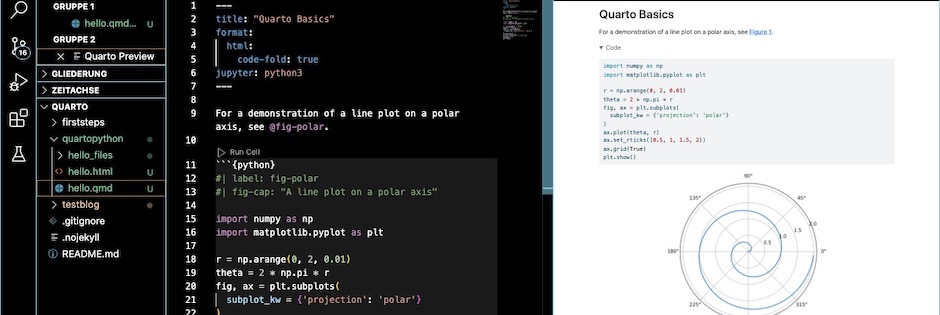 GRUPPE 1
hello.qmd... U
GRUPPE 2
Quarto Preview
GLIEDERUNG
ZEITACHSE
QUARTO
firststeps
quartopython
hello_files
hello.html U
hello.qmd U
testblog
.gitignore
.nojekyll
README.md
16
1 ---
2 title: "Quarto Basics"
3 format:
4 html:
5 code-fold: true
6 jupyter: python3
7 ---
8
9 For a demonstration of a line plot on a polar
axis, see @fig-polar.
10
Run Cell
11 ```{python}
12 #| label: fig-polar
13 #| fig-cap: "A line plot on a polar axis"
14
15 import numpy as np
16 import matplotlib.pyplot as plt
17
18 r = np.arange(0, 2, 0.01)
19 theta = 2 * np.pi * r
20 fig, ax = plt.subplots(
21 subplot_kw = {'projection': 'polar'}
22 )
Quarto Basics
For a demonstration of a line plot on a polar axis, see Figure 1.
Code
import numpy as np
import matplotlib.pyplot as plt
r = np.arange(0, 2, 0.01)
theta = 2 * np.pi * r
fig, ax = plt.subplots(
subplot_kw = {'projection': 'polar'}
)
ax.plot(theta, r)
ax.set_rticks([0.5, 1, 1.5, 2])
ax.grid(True)
plt.show()
90°
135° 45°
2.0
1.5
1.0
0.5
180° 0°
225° 315°